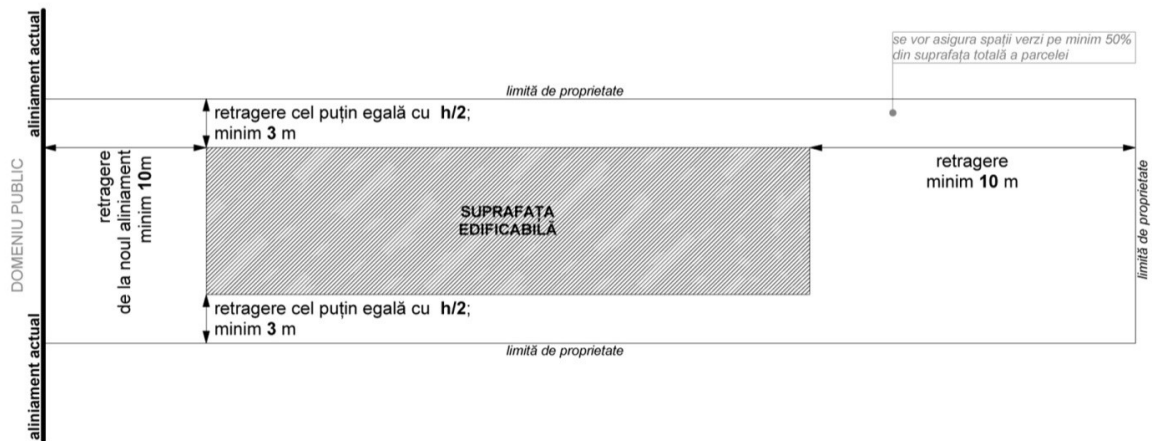 aliniament actual
se vor asigura spații verzi pe minim 50%
din suprafața totală a parcelei
limită de proprietate
retragere cel puțin egală cu h/2;
minim 3 m
DOMENIU PUBLIC
retragere
de la noul aliniament
minim 10m
SUPRAFAȚA
EDIFICABILĂ
retragere
minim 10 m
limită de proprietate
retragere cel puțin egală cu h/2;
minim 3 m
limită de proprietate
aliniament actual